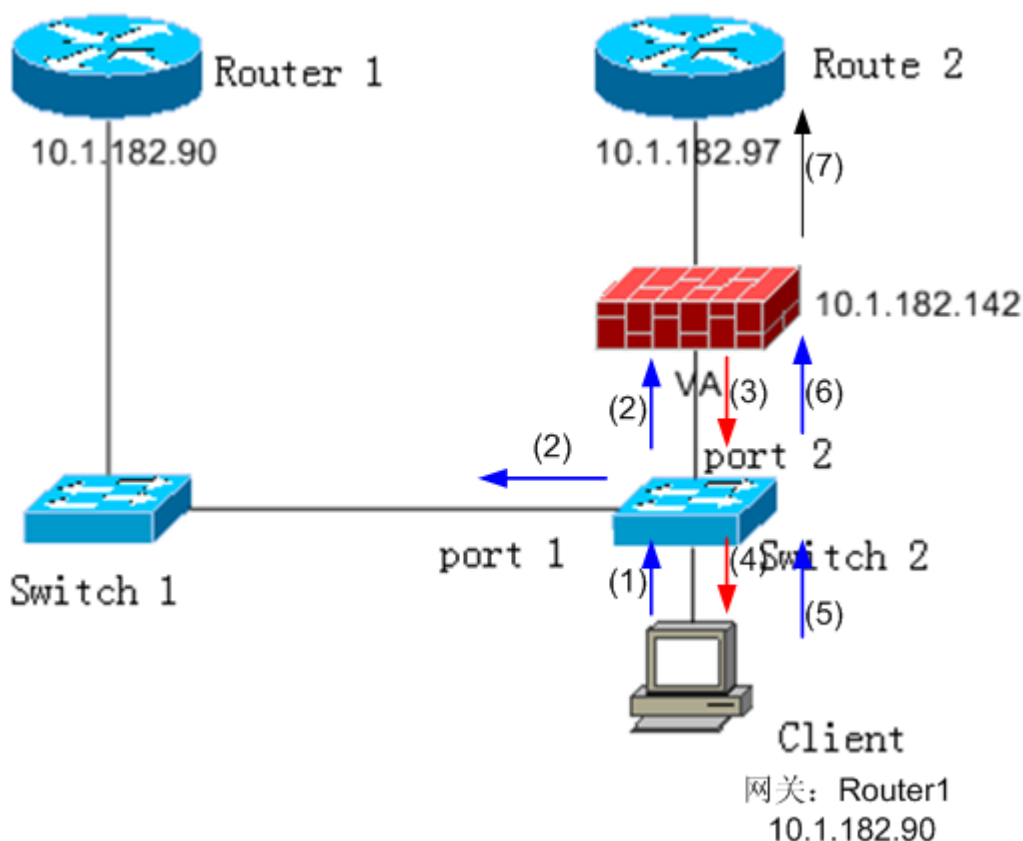 Router 1
Route 2
10.1.182.90
10.1.182.97
(7)
10.1.182.142
VA
(2)
(3)
(6)
(2)
port 2
port 1
(1)
(4)
Switch 2
Switch 1
(5)
Client
网关：Router1
10.1.182.90